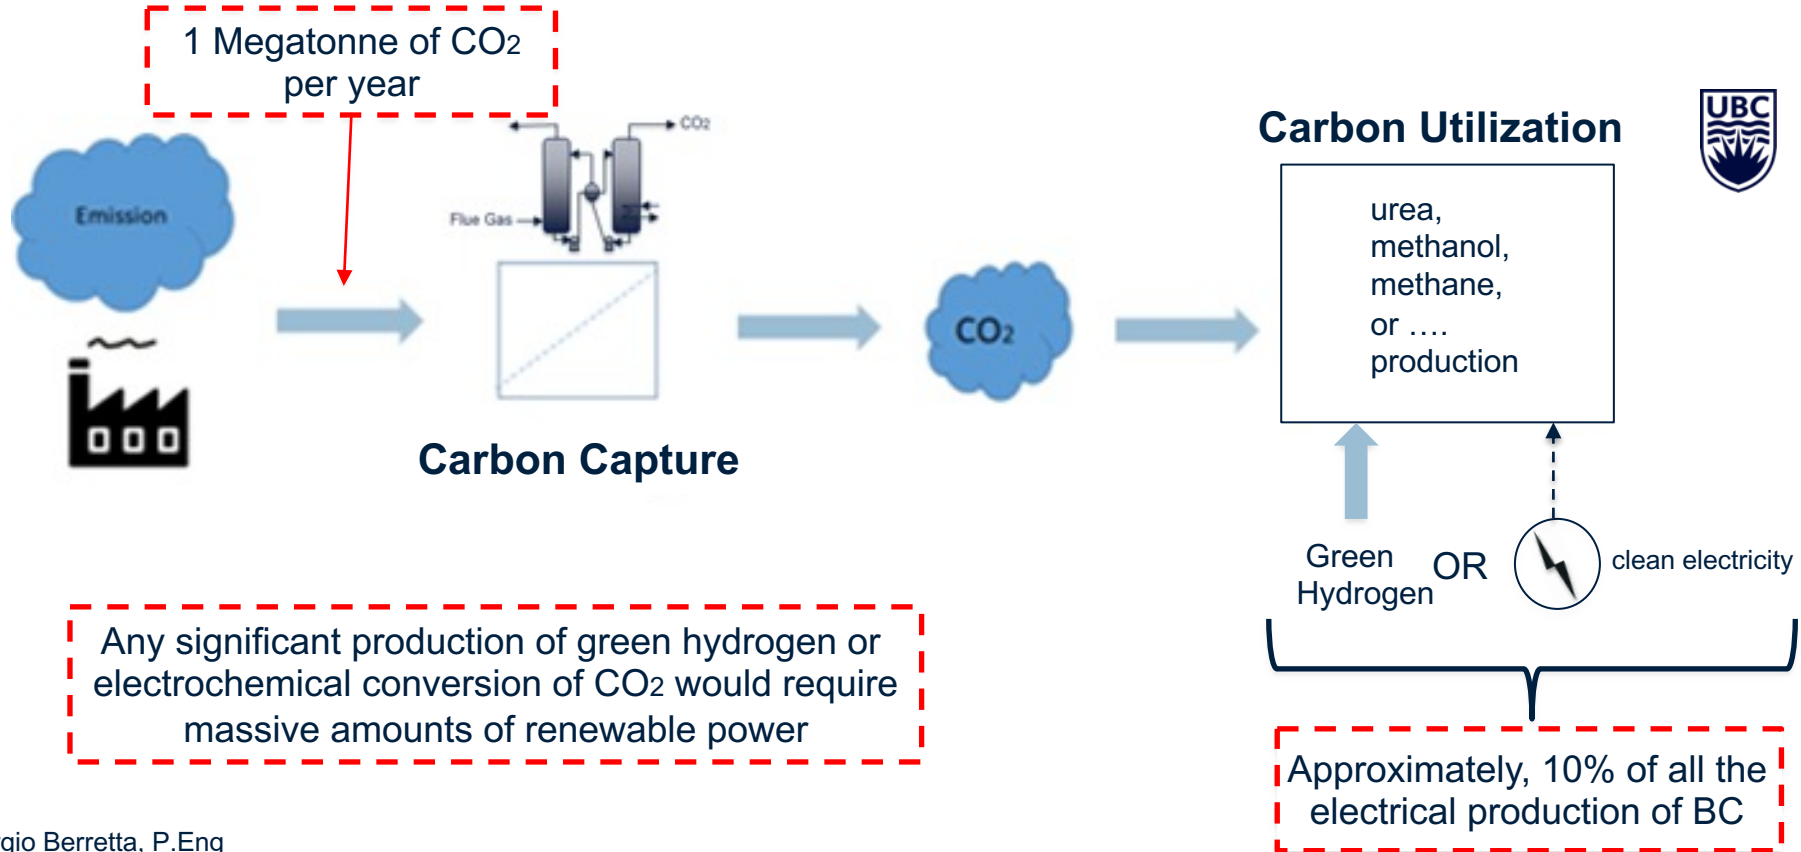 1 Megatonne of CO2
per year
Emission
CO2
Flue Gas
Carbon Capture
CO2
Carbon Utilization
UBC
urea,
methanol,
methane,
or ....
production
Green
Hydrogen
OR
clean electricity
Any significant production of green hydrogen or
electrochemical conversion of CO2 would require
massive amounts of renewable power
Approximately, 10% of all the
electrical production of BC
rgio Berretta, P.Eng